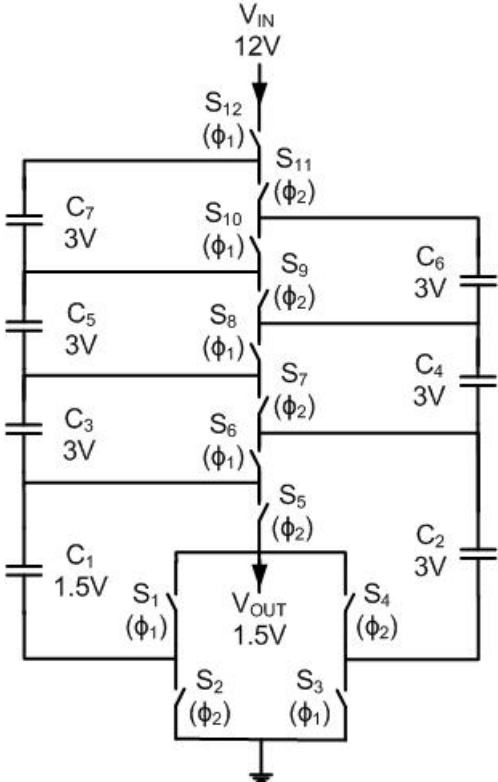 V_IN
12V
S₁₂
(ϕ₁)
S₁₁
(ϕ₂)
C₇
3V
S₁₀
(ϕ₁)
S₉
(ϕ₂)
C₆
3V
C₅
3V
S₈
(ϕ₁)
S₇
(ϕ₂)
C₄
3V
C₃
3V
S₆
(ϕ₁)
S₅
(ϕ₂)
C₂
3V
C₁
1.5V
S₁
(ϕ₁)
V_OUT
1.5V
S₄
(ϕ₂)
S₂
(ϕ₂)
S₃
(ϕ₁)